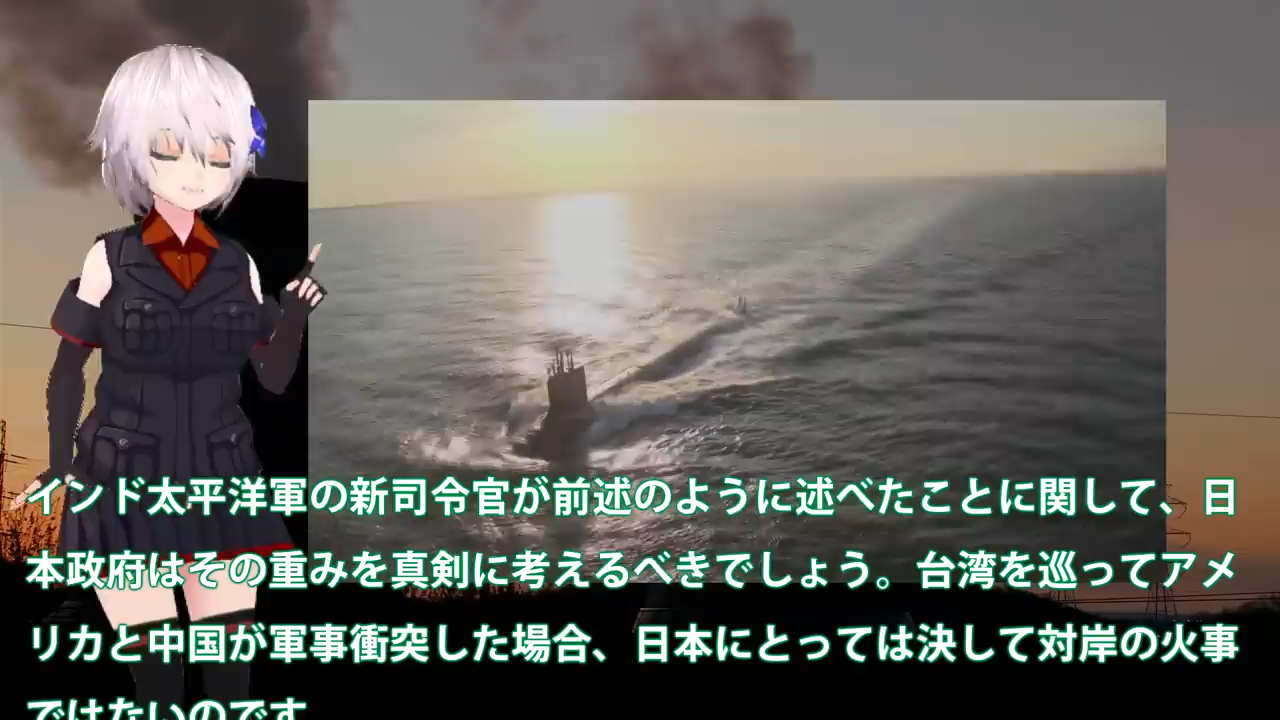 インド太平洋軍の新司令官が前述のように述べたことに関して、日
本政府はその重みを真剣に考えるべきでしょう。台湾を巡ってアメ
リカと中国が軍事衝突した場合、日本にとっては決して対岸の火事
ではないのです